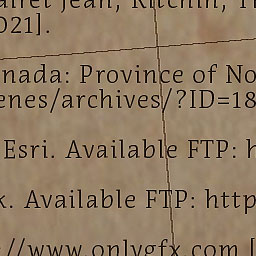 Jean, Kitchin,
021].
nada: Province of No
enes/archives/?ID=18
Esri. Available FTP: h
k. Available FTP: http
://www.onlygfx.com [